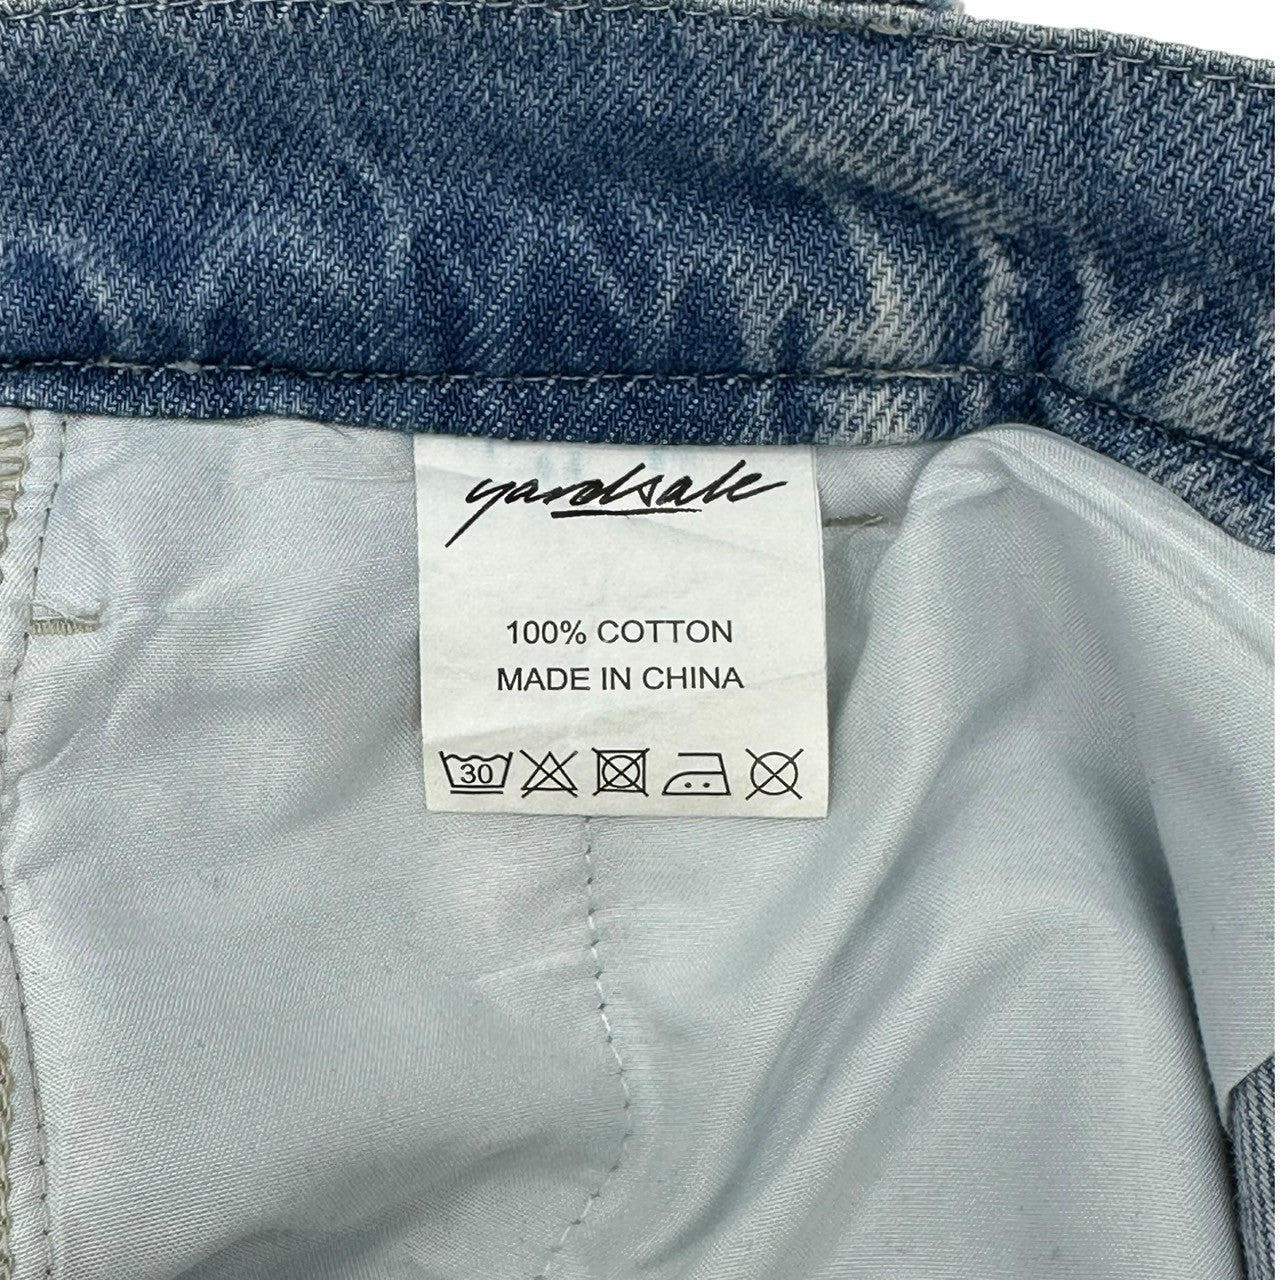 yardsale
100% COTTON
MADE IN CHINA
30